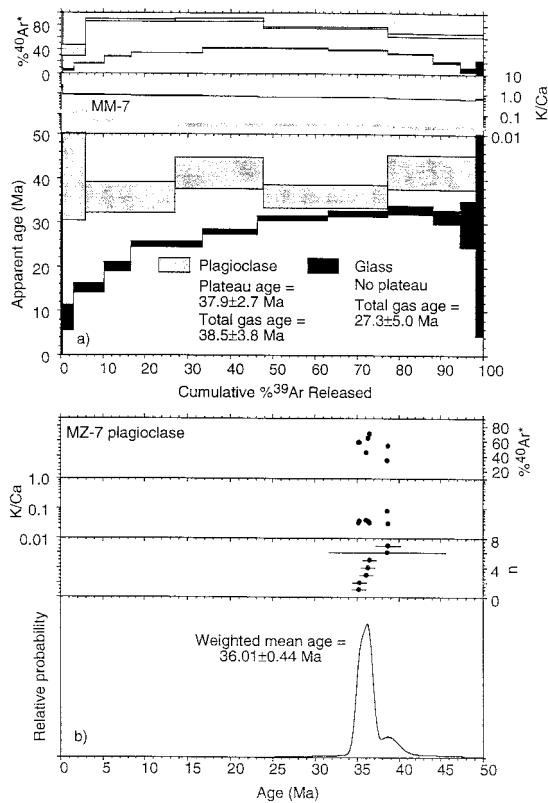 %40Ar*
80
40
0
10
1.0
0.1
0.01
K/Ca
MM-7
Apparent age (Ma)
50
40
30
20
10
0
Plagioclase
Plateau age =
37.9±2.7 Ma
Total gas age =
38.5±3.8 Ma
Glass
No plateau
Total gas age =
27.3±5.0 Ma
a)
0 10 20 30 40 50 60 70 80 90 100
Cumulative %39Ar Released
MZ-7 plagioclase
80
60
40
20
%40Ar*
K/Ca
1.0
0.1
0.01
8
4
0
n
Relative probability
Weighted mean age =
36.01±0.44 Ma
b)
0 5 10 15 20 25 30 35 40 45 50
Age (Ma)